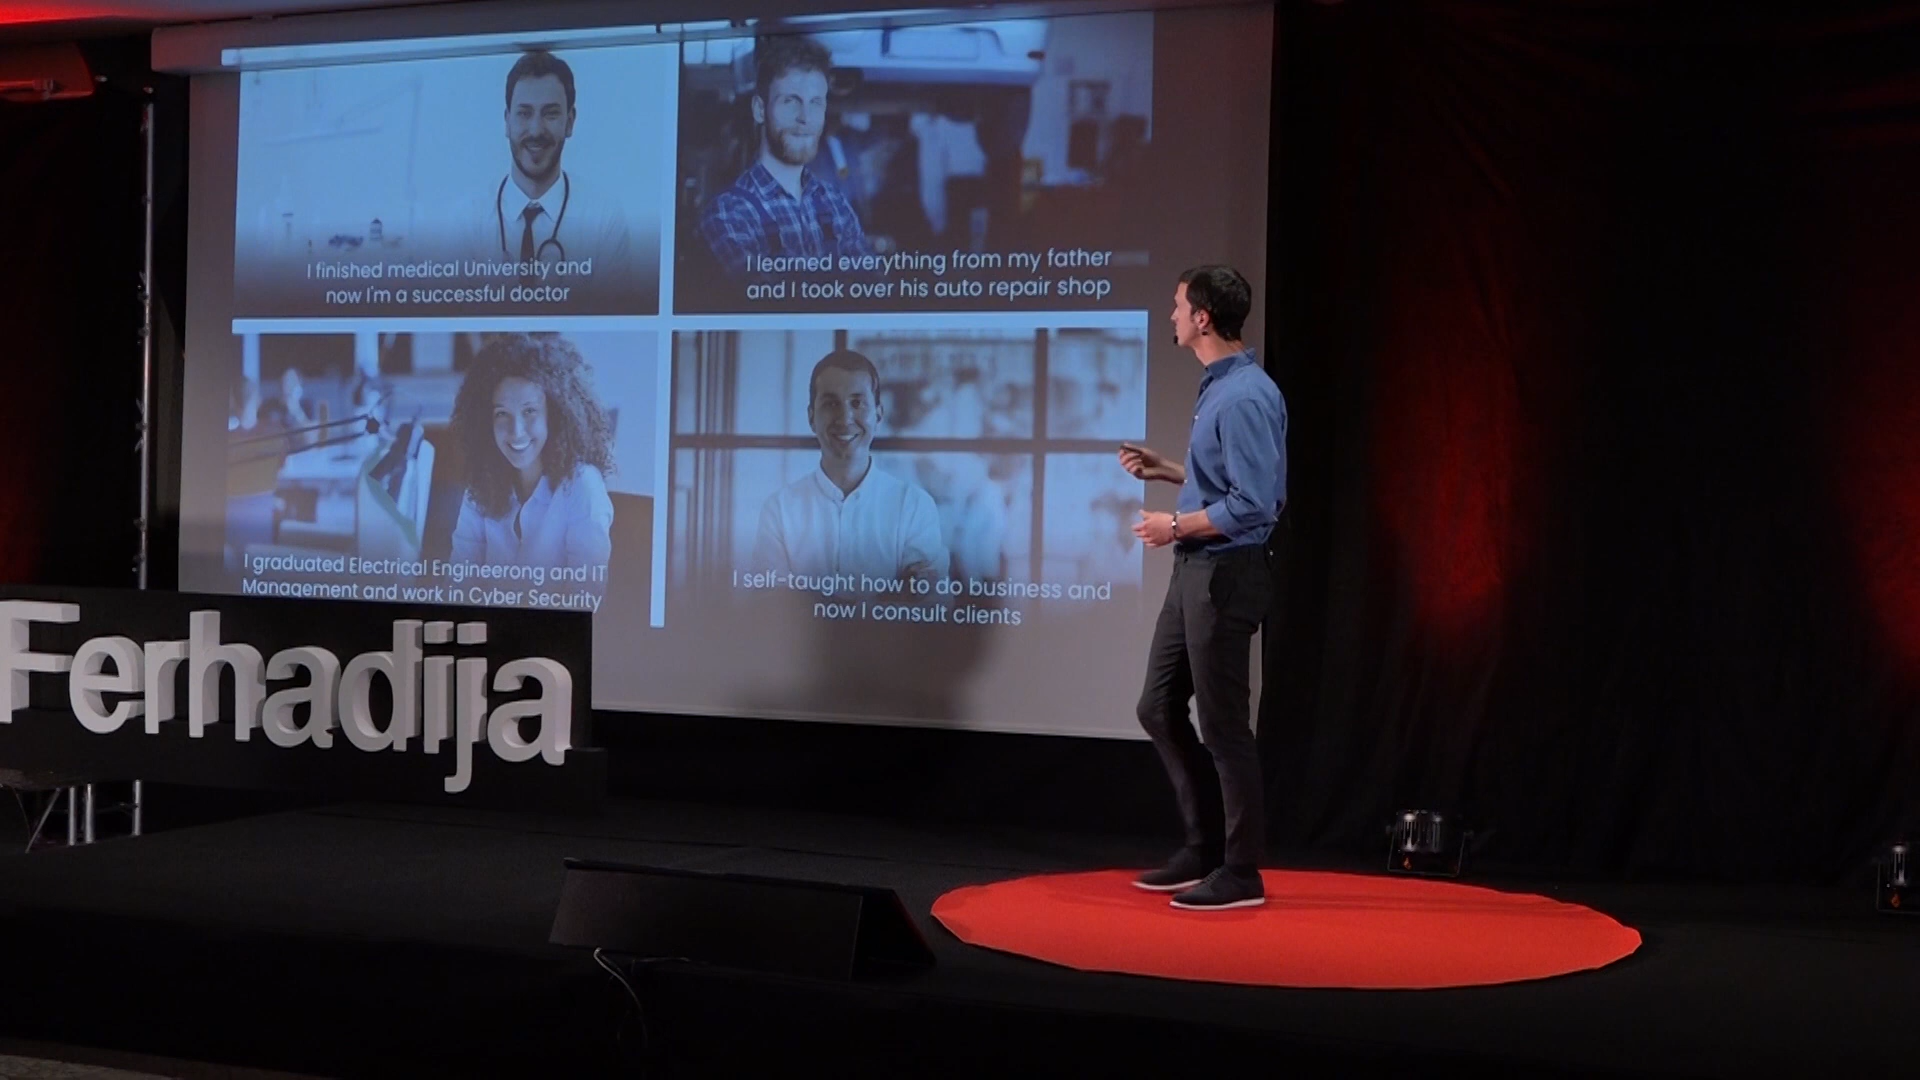 I finished medical University and
now I'm a successful doctor
I learned everything from my father
and I took over his auto repair shop
I graduated Electrical Engineerong and IT
Management and work in Cyber Security
I self-taught how to do business and
now I consult clients
Ferhadija